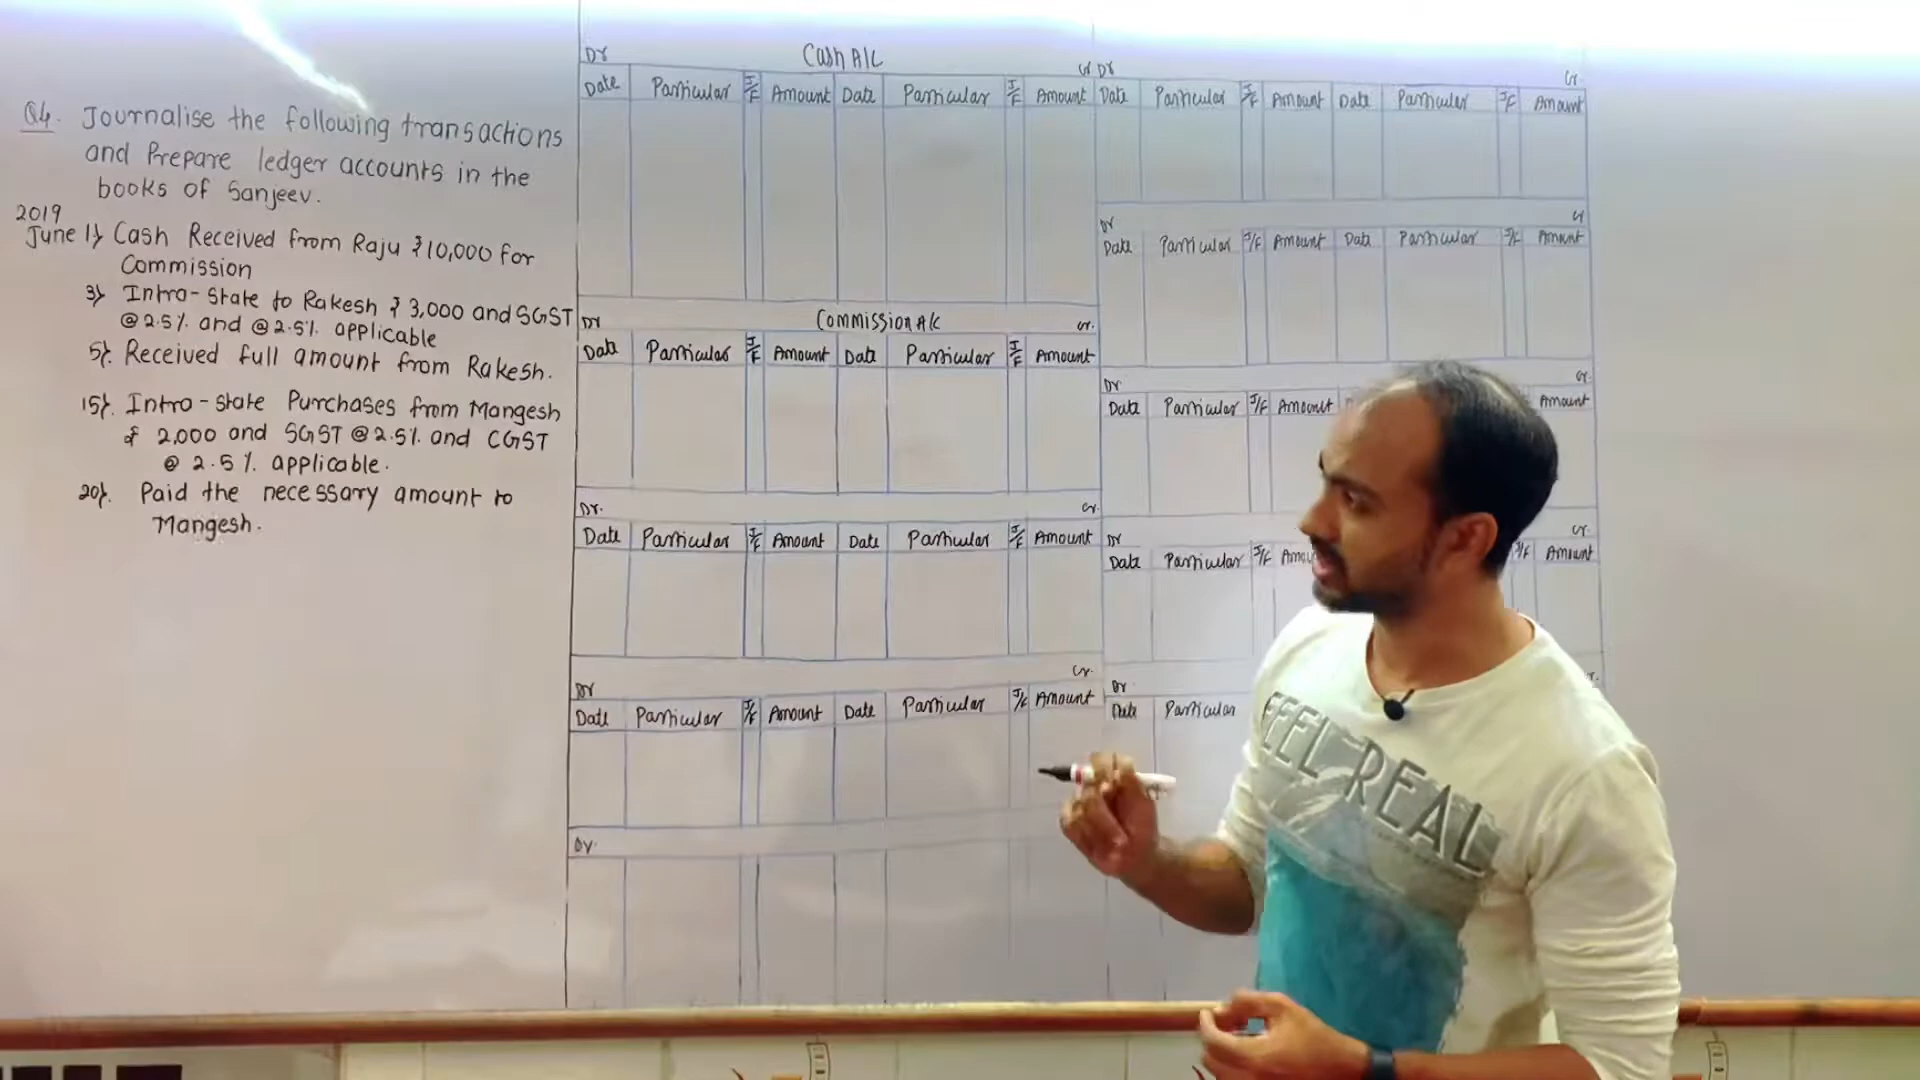 Q4. Journalise the following transactions
and Prepare ledger accounts in the
books of Sanjeev.
2019
June 1) Cash Received from Raju ₹10,000 for
Commission
3) Intra-State to Rakesh ₹ 3,000 and SGST
@ 2.5% and @ 2.5% applicable
5) Received full amount from Rakesh.
15) Intra-state Purchases from Mangesh
₹ 2,000 and SGST @ 2.5% and CGST
@ 2.5% applicable.
20) Paid the necessary amount to
Mangesh.
Dr Cash A/C Cr
Date Particular J/F Amount Date Particular J/F Amount
Dr Commission A/c Cr.
Date Particular J/F Amount Date Particular J/F Amount
Dr. Cr.
Date Particular J/F Amount Date Particular J/F Amount
Dr Cr.
Date Particular J/F Amount Date Particular J/F Amount
Dr.
Dr Cr.
Date Particular J/F Amount Date Particular J/F Amount
Dr Cr
Date Particular J/F Amount Date Particular J/F Amount
Dr Cr.
Date Particular J/F Amount Amount
Dr Cr.
Date Particular J/F J/F Amount
Dr
Date Particular
FEEL REAL